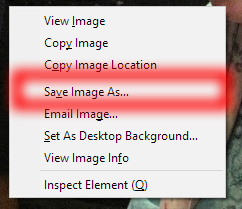 View Image
Copy Image
Copy Image Location
Save Image As...
Email Image...
Set As Desktop Background...
View Image Info
Inspect Element (Q)